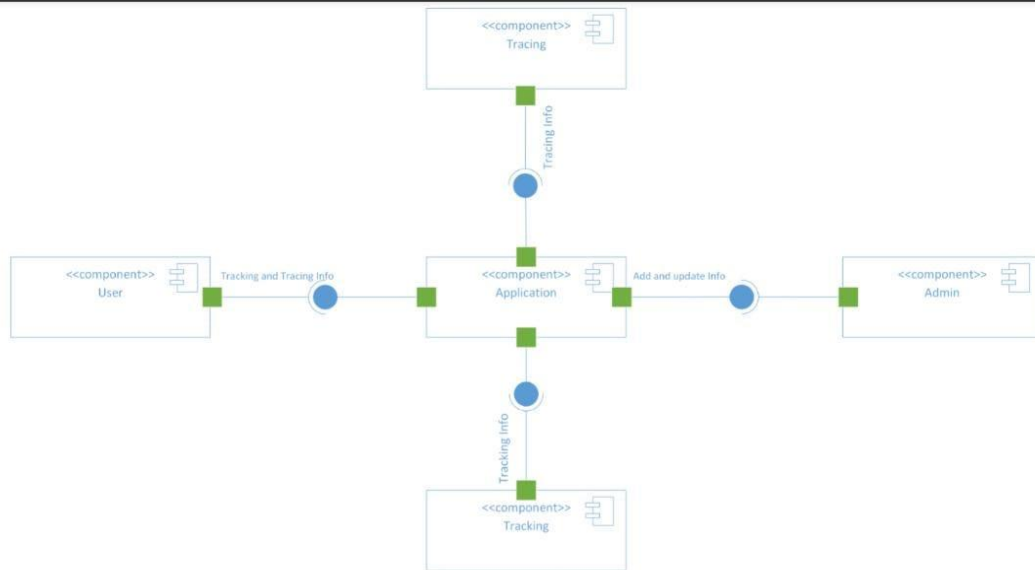 <<component>>
Tracing
Tracing Info
<<component>>
User
Tracking and Tracing Info
<<component>>
Application
Add and update Info
<<component>>
Admin
Tracking Info
<<component>>
Tracking